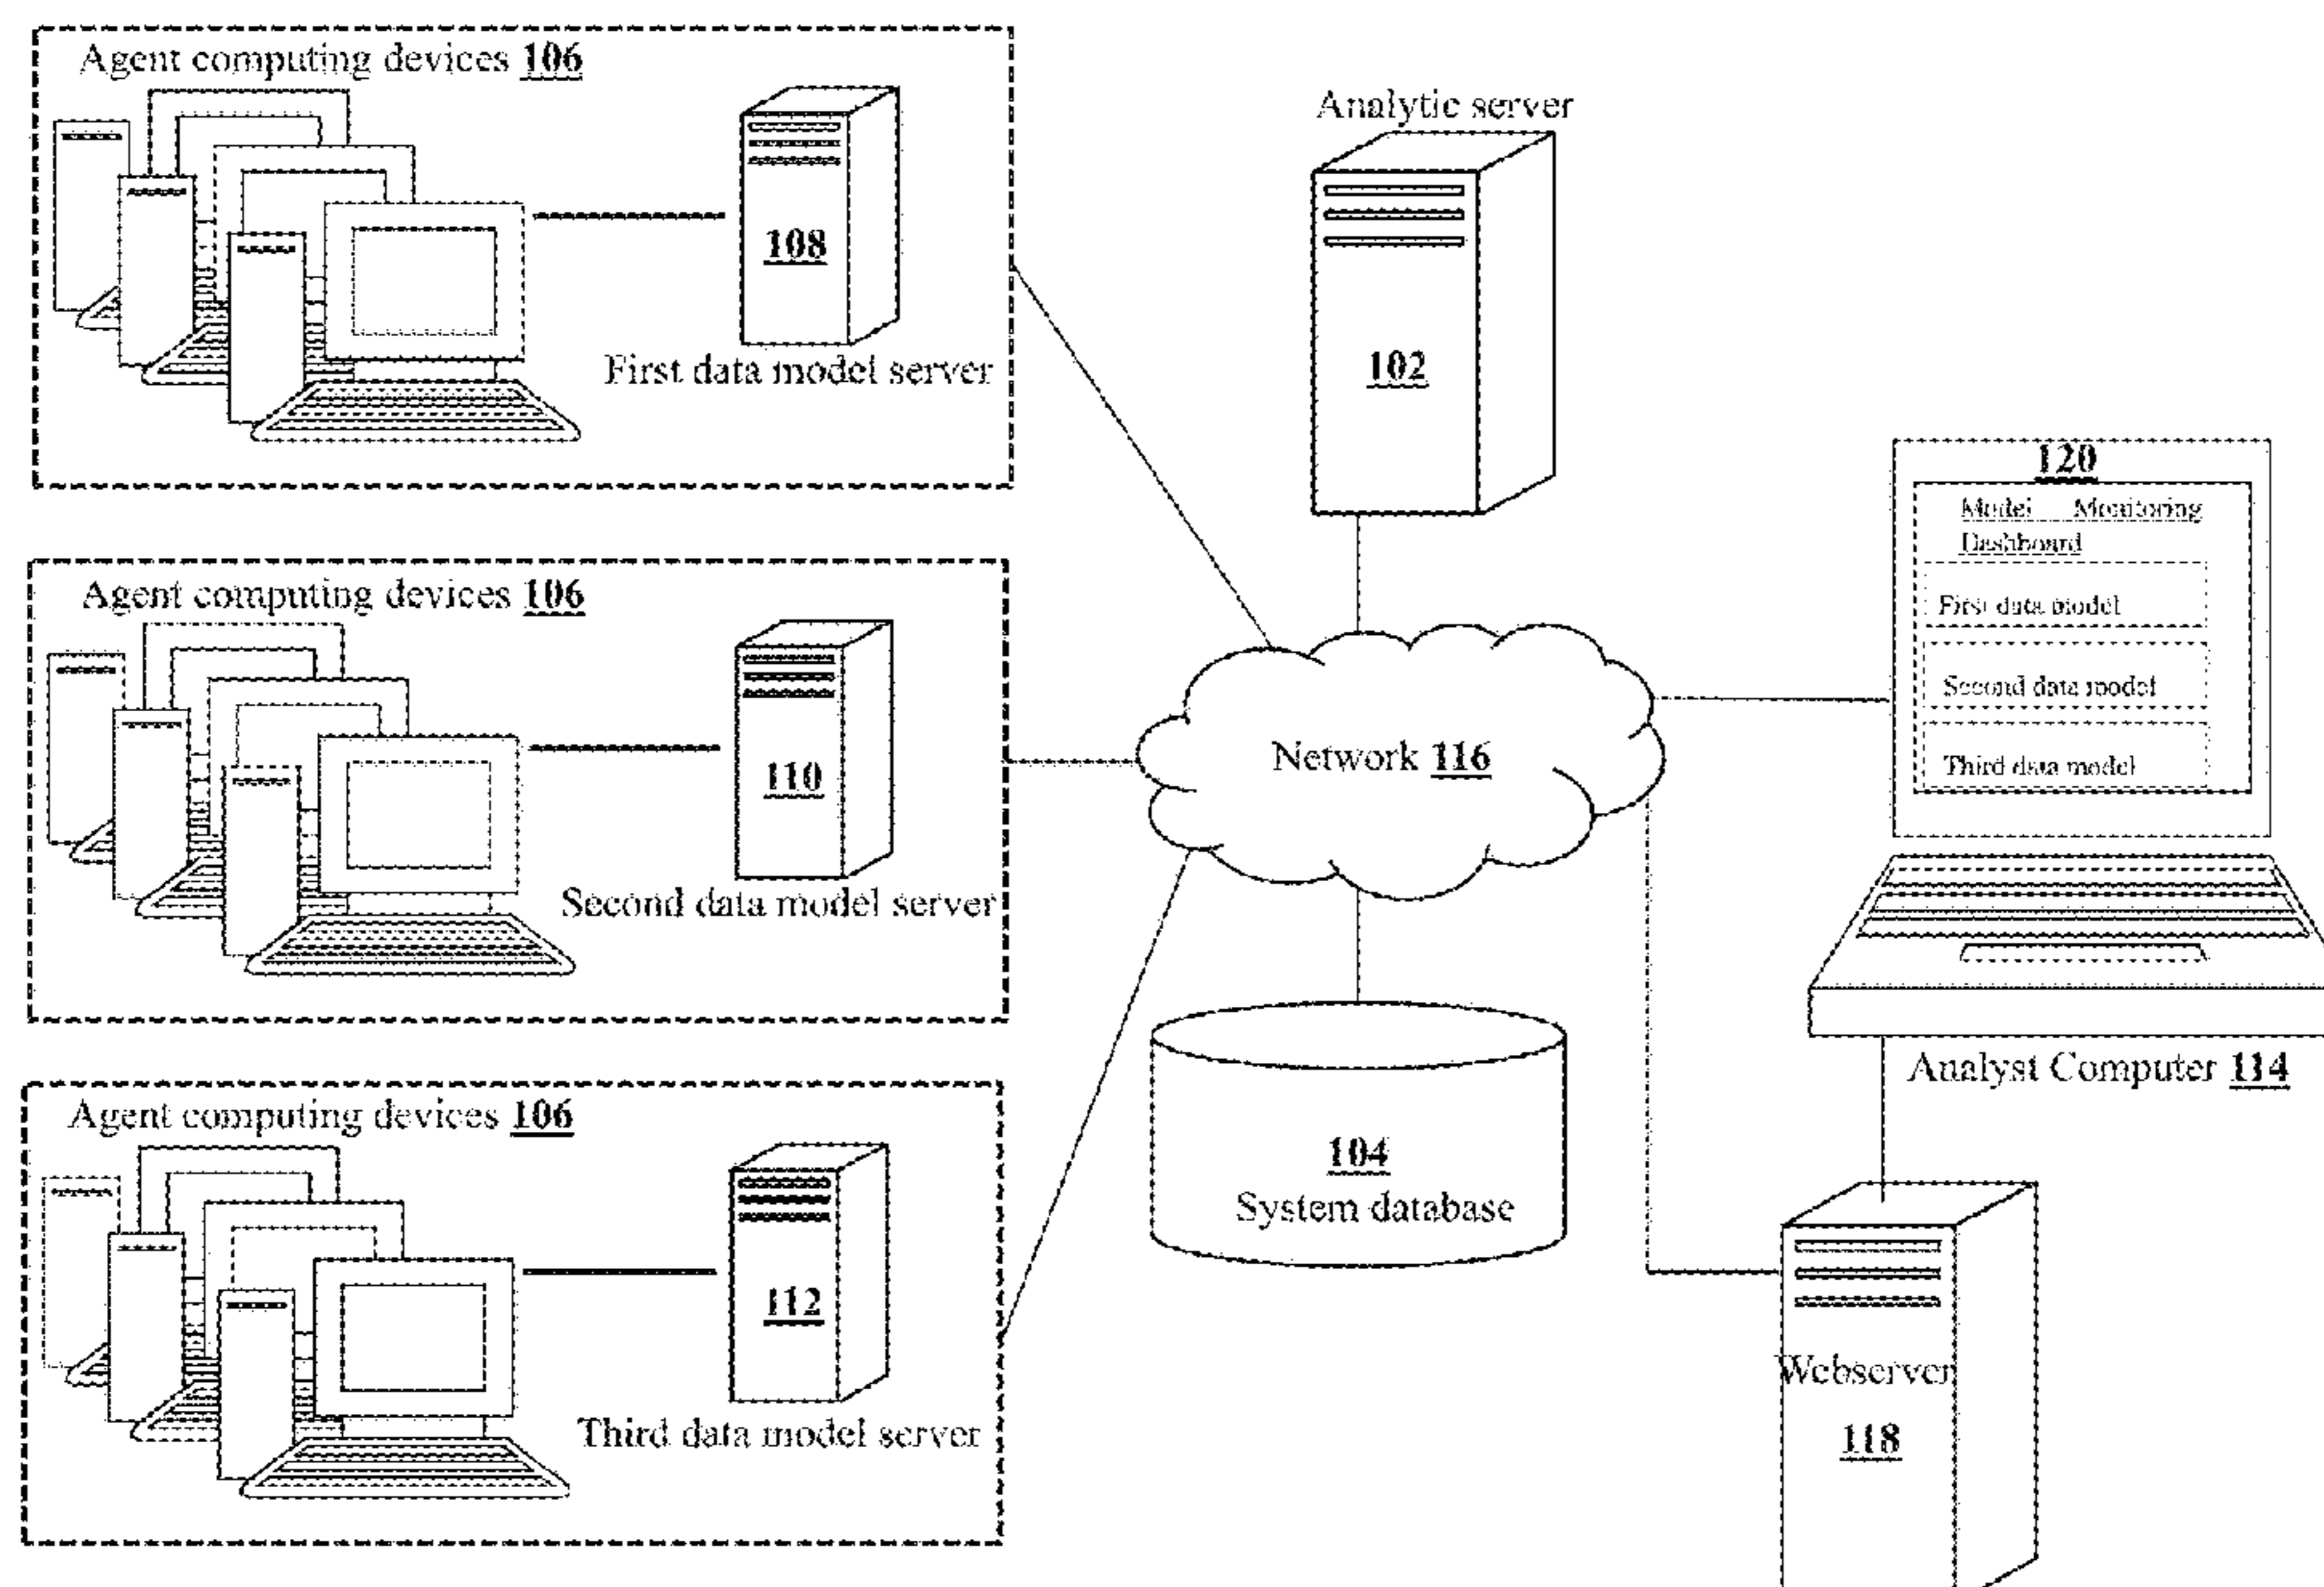 Agent computing devices 106
108
First data model server
Agent computing devices 106
110
Second data model server
Agent computing devices 106
112
Third data model server
Analytic server
102
Network 116
104
System database
120
Model Monitoring
Dashboard
First data model
Second data model
Third data model
Analyst Computer 114
Webserver
118